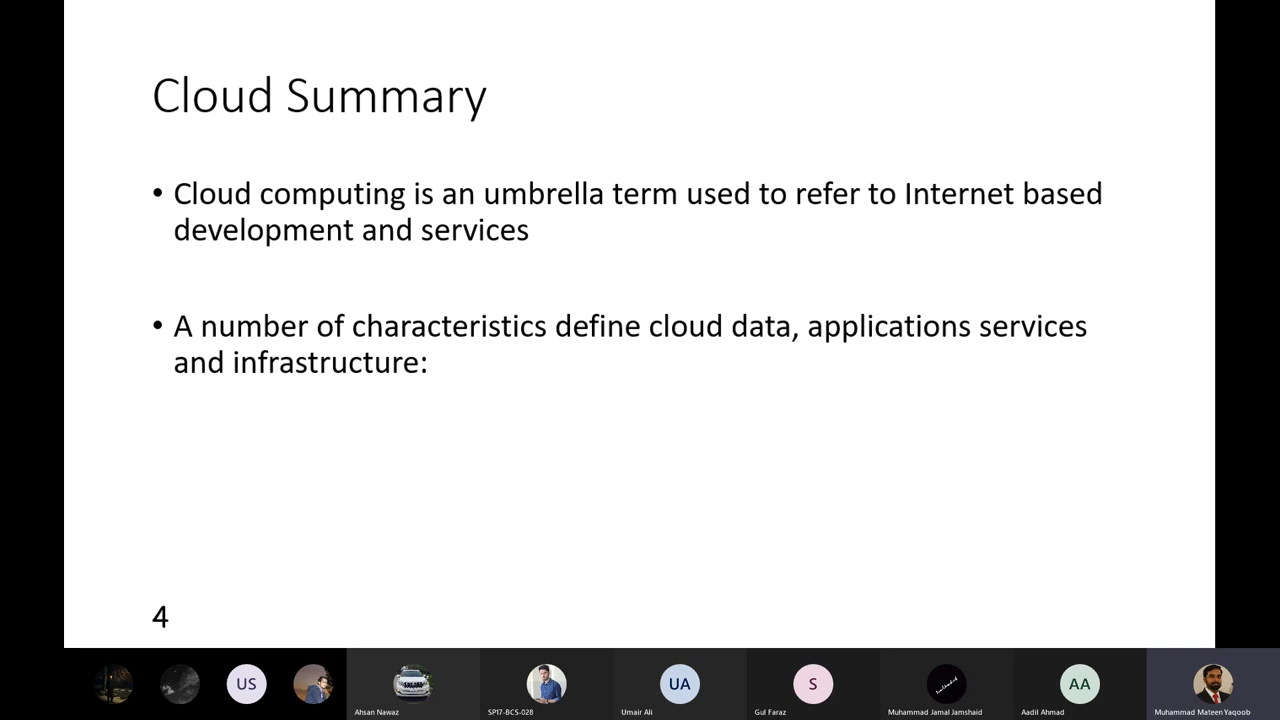 Cloud Summary
• Cloud computing is an umbrella term used to refer to Internet based
development and services
• A number of characteristics define cloud data, applications services
and infrastructure:
4
US
UA
S
AA
Ahsan Nawaz
SP17-BCS-028
Umair Ali
Gul Faraz
Muhammad Jamal Jamshaid
Aadil Ahmad
Muhammad Mateen Yaqoob